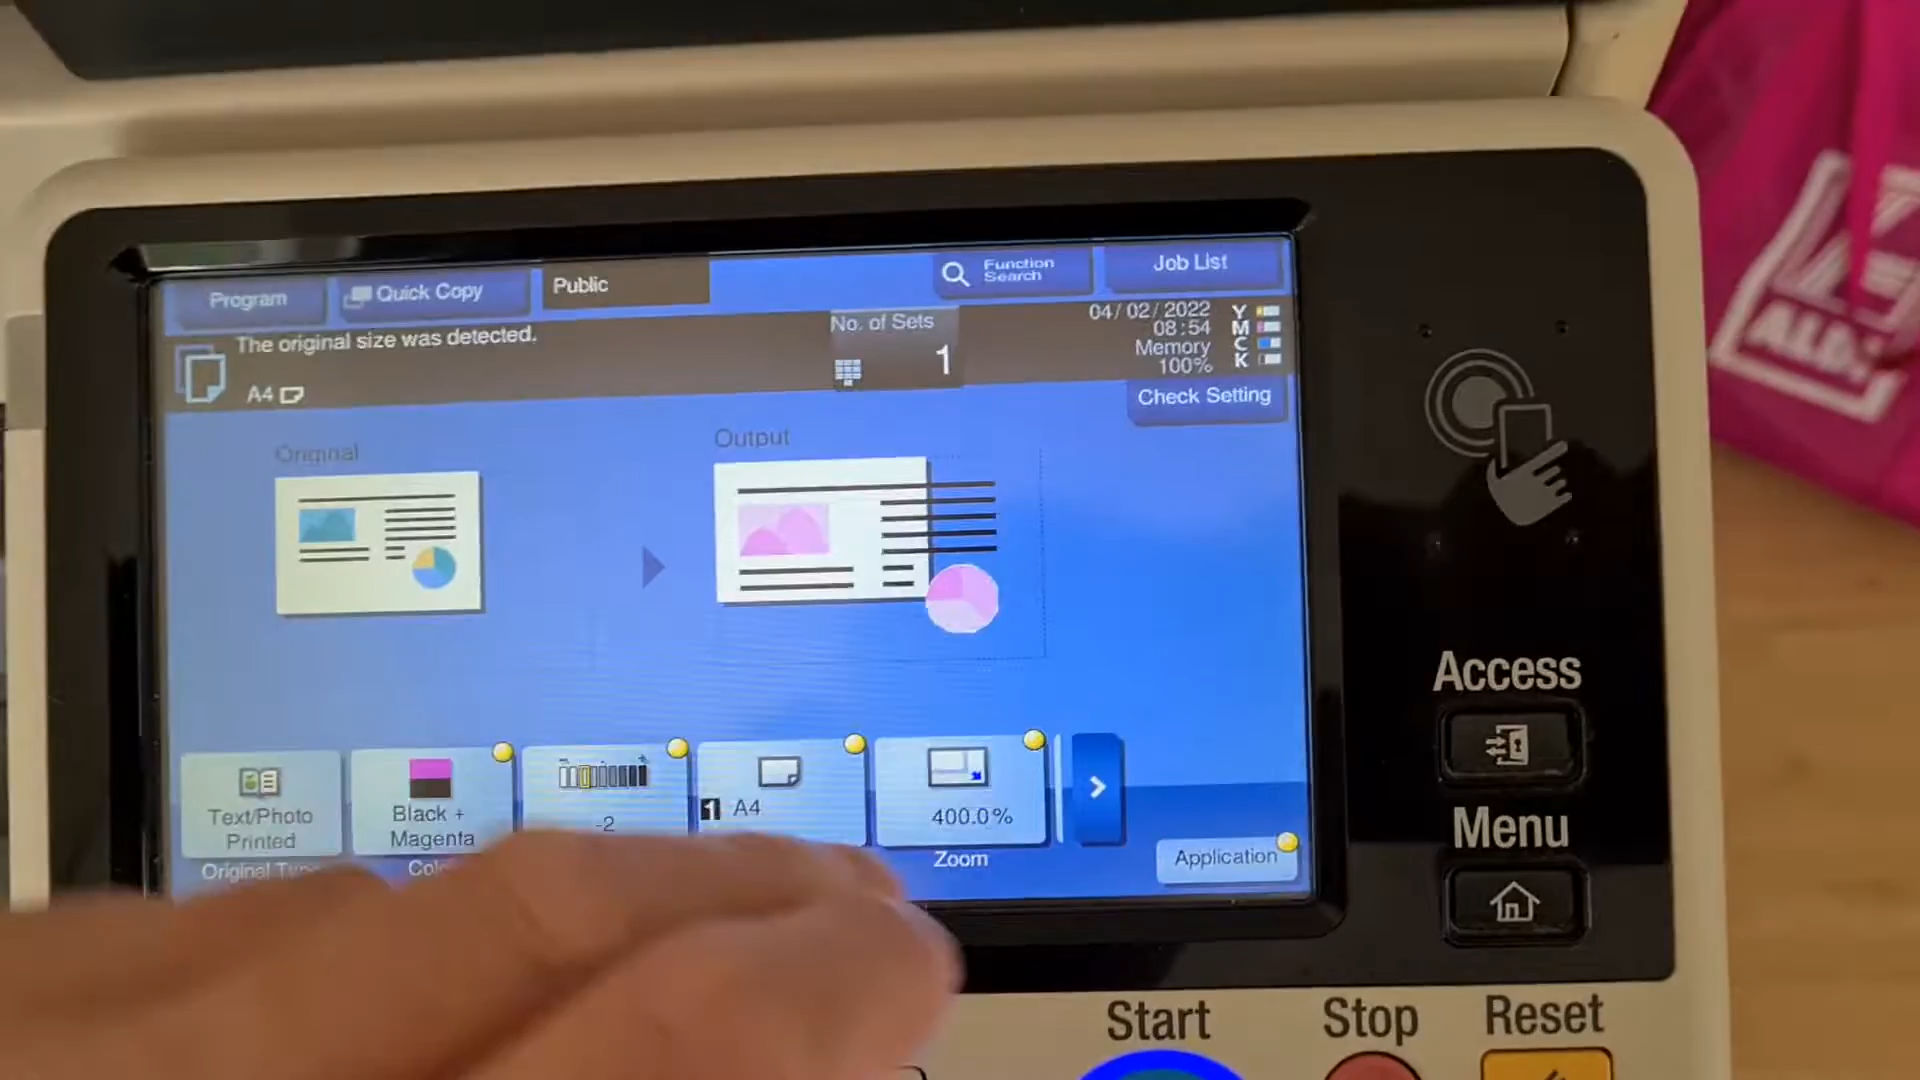 Program
Quick Copy
Public
Function
Search
Job List
The original size was detected.
No. of Sets
1
04/02/2022
08:54
Memory
100%
Y
M
C
K
A4
Check Setting
Original
Output
Text/Photo
Printed
Black +
Magenta
-2
1 A4
400.0%
Zoom
Application
Access
Menu
Start
Stop
Reset